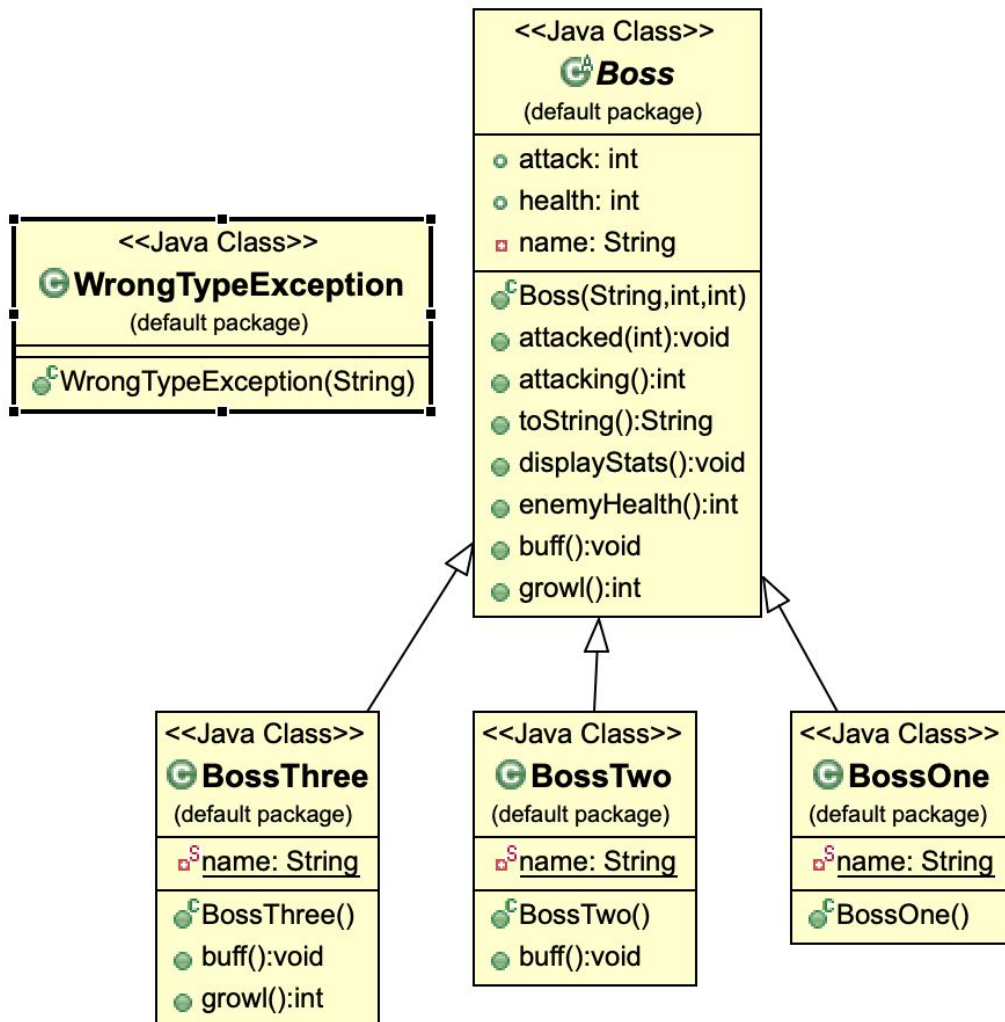 <<Java Class>>
Boss
(default package)
attack: int
health: int
name: String
Boss(String,int,int)
attacked(int):void
attacking():int
toString():String
displayStats():void
enemyHealth():int
buff():void
growl():int
<<Java Class>>
WrongTypeException
(default package)
WrongTypeException(String)
<<Java Class>>
BossThree
(default package)
name: String
BossThree()
buff():void
growl():int
<<Java Class>>
BossTwo
(default package)
name: String
BossTwo()
buff():void
<<Java Class>>
BossOne
(default package)
name: String
BossOne()